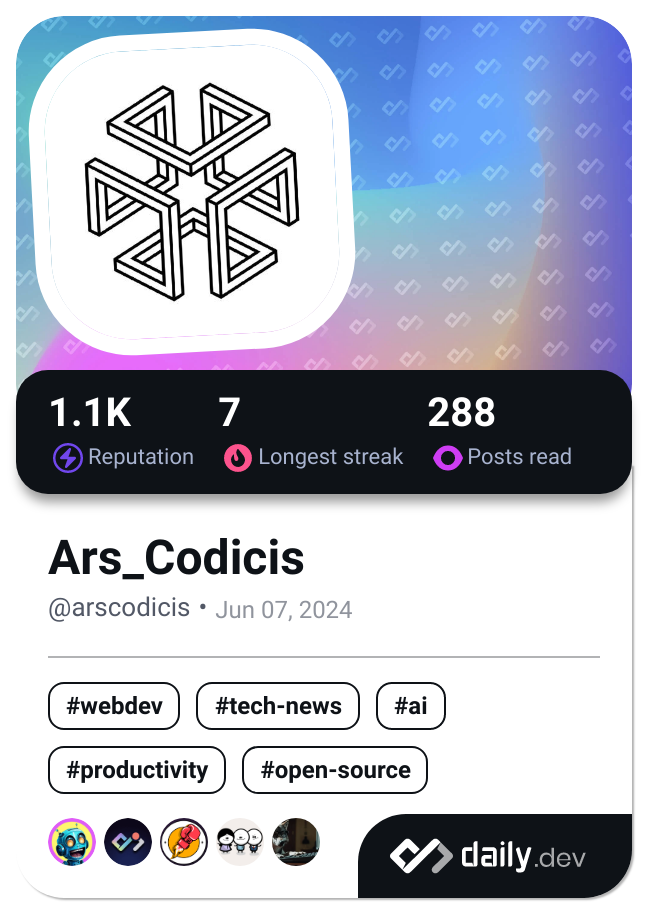 1.1K 7 288
Reputation Longest streak Posts read
Ars_Codicis
@arscodicis • Jun 07, 2024
#webdev #tech-news #ai
#productivity #open-source
daily.dev